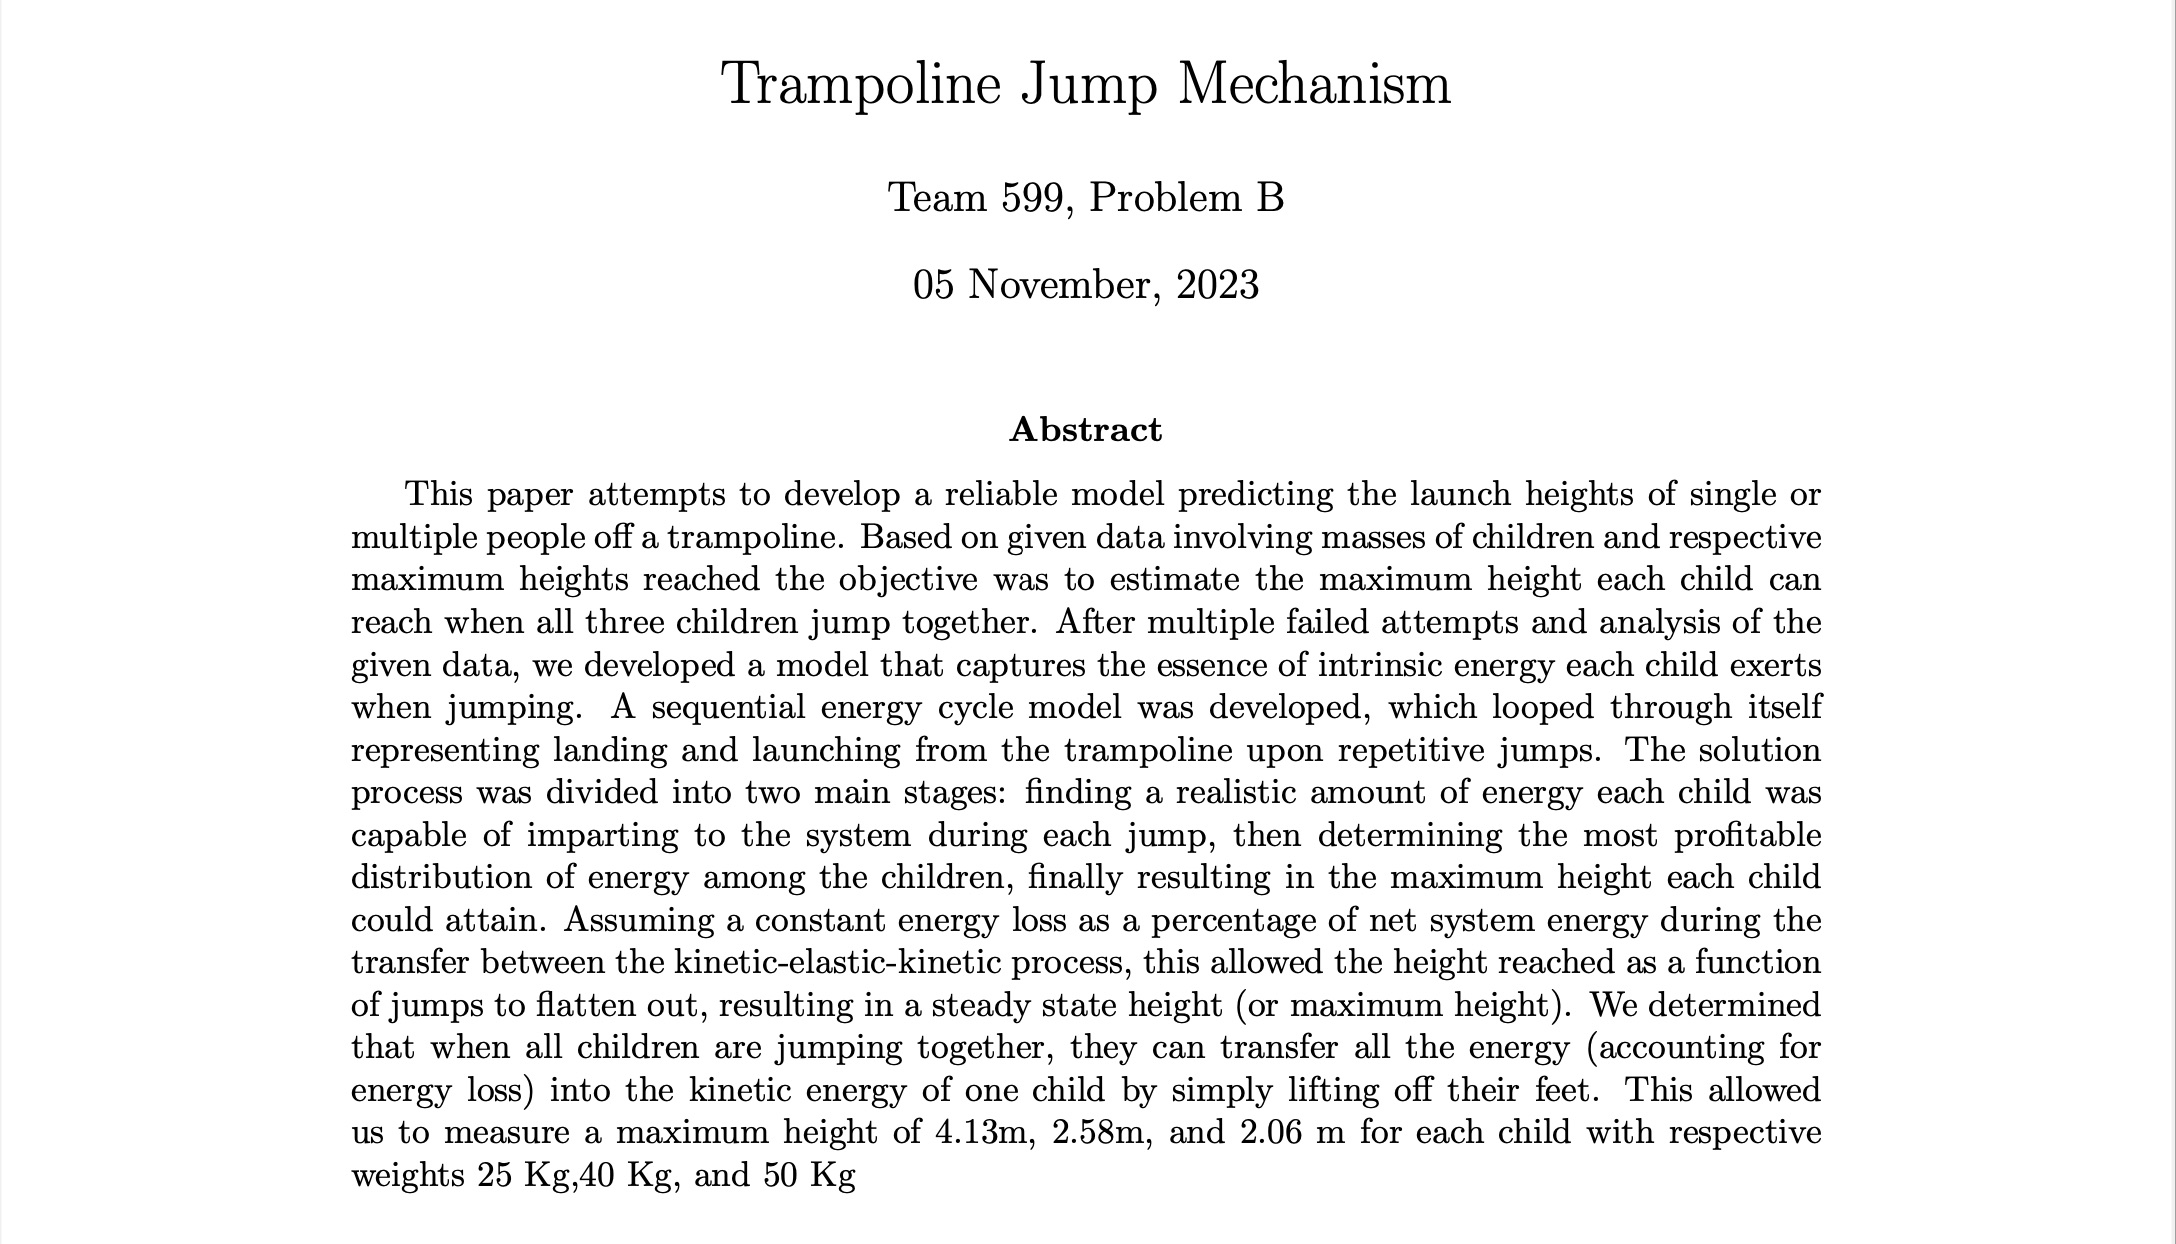 Trampoline Jump Mechanism
Team 599, Problem B
05 November, 2023
Abstract
This paper attempts to develop a reliable model predicting the launch heights of single or
multiple people off a trampoline. Based on given data involving masses of children and respective
maximum heights reached the objective was to estimate the maximum height each child can
reach when all three children jump together. After multiple failed attempts and analysis of the
given data, we developed a model that captures the essence of intrinsic energy each child exerts
when jumping. A sequential energy cycle model was developed, which looped through itself
representing landing and launching from the trampoline upon repetitive jumps. The solution
process was divided into two main stages: finding a realistic amount of energy each child was
capable of imparting to the system during each jump, then determining the most profitable
distribution of energy among the children, finally resulting in the maximum height each child
could attain. Assuming a constant energy loss as a percentage of net system energy during the
transfer between the kinetic-elastic-kinetic process, this allowed the height reached as a function
of jumps to flatten out, resulting in a steady state height (or maximum height). We determined
that when all children are jumping together, they can transfer all the energy (accounting for
energy loss) into the kinetic energy of one child by simply lifting off their feet. This allowed
us to measure a maximum height of 4.13m, 2.58m, and 2.06 m for each child with respective
weights 25 Kg,40 Kg, and 50 Kg